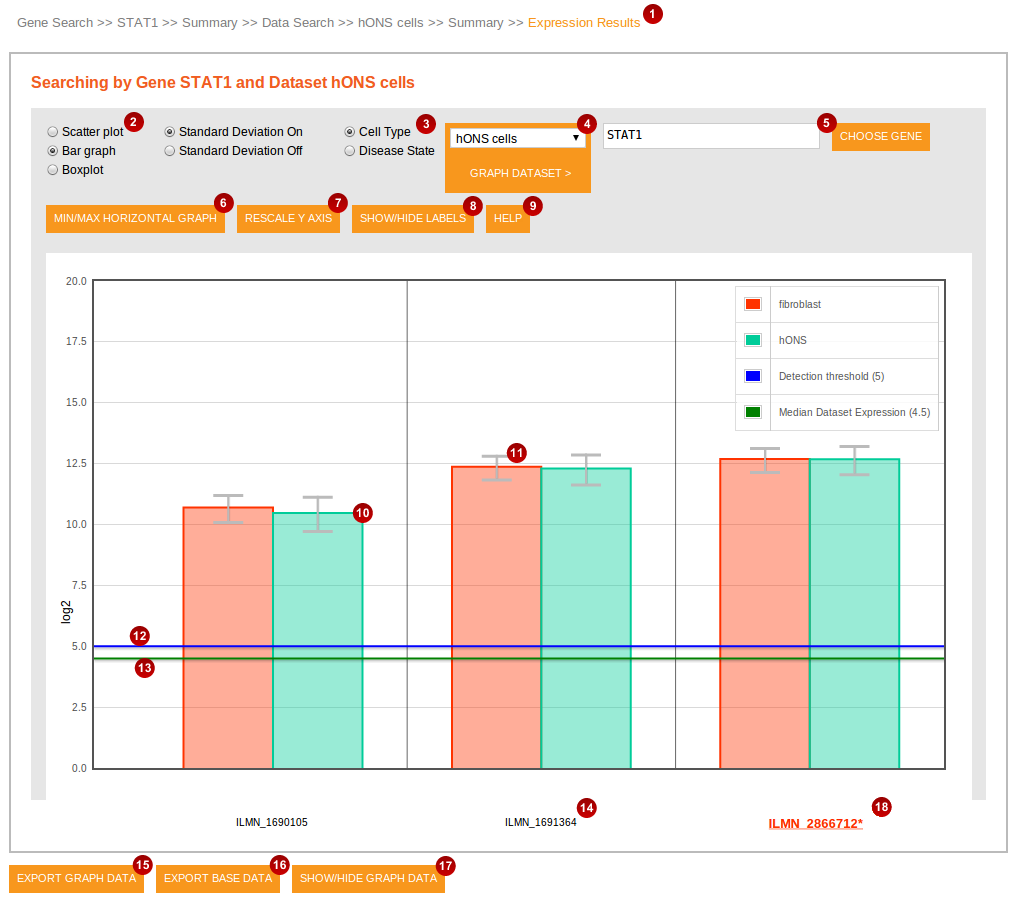 Gene Search >> STAT1 >> Summary >> Data Search >> hONS cells >> Summary >> Expression Results 1
Searching by Gene STAT1 and Dataset hONS cells
Scatter plot 2 Standard Deviation On Cell Type 3 hONS cells 4 STAT1 5 CHOOSE GENE
Bar graph Standard Deviation Off Disease State
Boxplot GRAPH DATASET >
MIN/MAX HORIZONTAL GRAPH 6 RESCALE Y AXIS 7 SHOW/HIDE LABELS 8 HELP 9
20.0
fibroblast
17.5 hONS
Detection threshold (5)
15.0 Median Dataset Expression (4.5)
11
12.5
10
10.0
7.5
log2
12
5.0
13
2.5
0.0
ILMN_1690105 ILMN_1691364 14 ILMN_2866712* 18
EXPORT GRAPH DATA 15 EXPORT BASE DATA 16 SHOW/HIDE GRAPH DATA 17